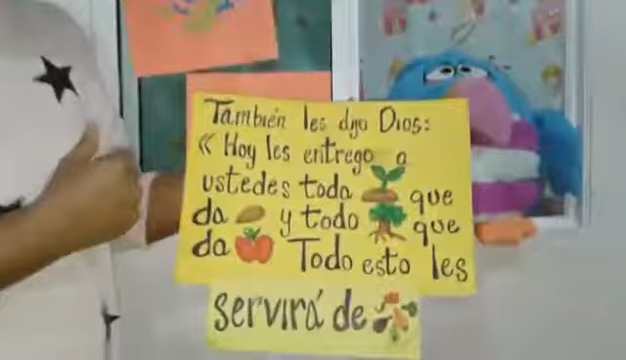 También les dijo Dios:
« Hoy les entrego a
ustedes toda que
da y todo que
da Todo esto les
servirá de